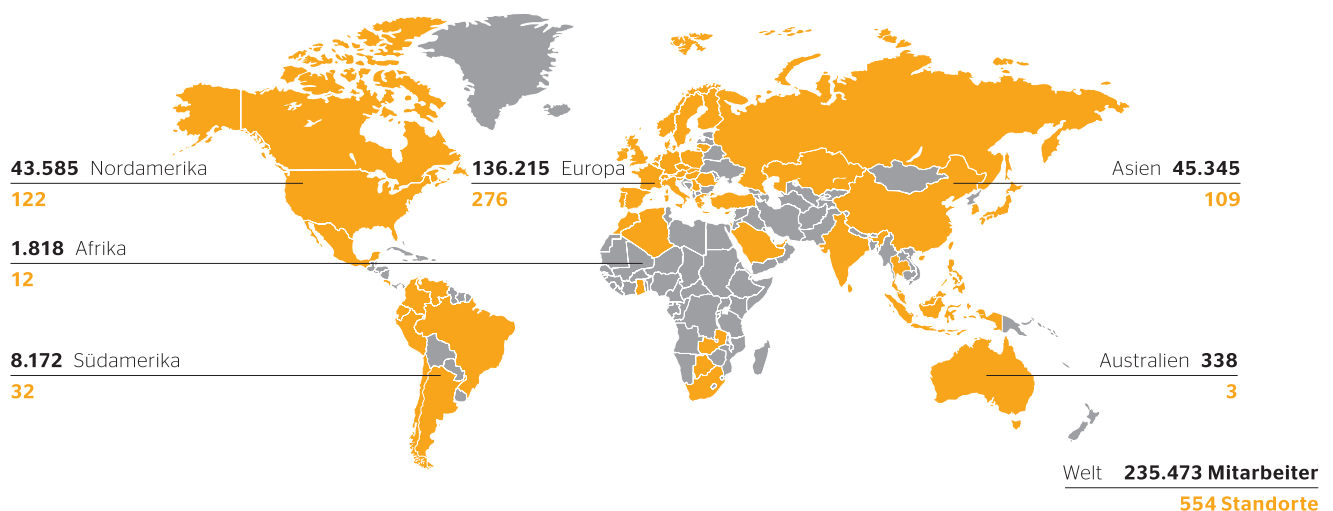 43.585 Nordamerika
122
136.215 Europa
276
Asien 45.345
109
1.818 Afrika
12
8.172 Südamerika
32
Australien 338
3
Welt 235.473 Mitarbeiter
554 Standorte